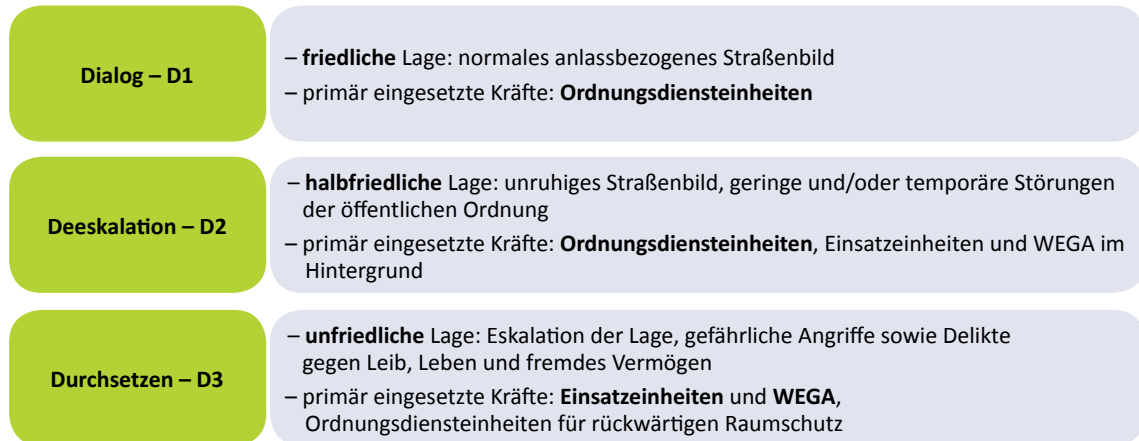 Dialog – D1
– friedliche Lage: normales anlassbezogenes Straßenbild
– primär eingesetzte Kräfte: Ordnungsdiensteinheiten
Deeskalation – D2
– halbfriedliche Lage: unruhiges Straßenbild, geringe und/oder temporäre Störungen
der öffentlichen Ordnung
– primär eingesetzte Kräfte: Ordnungsdiensteinheiten, Einsatzeinheiten und WEGA im
Hintergrund
Durchsetzen – D3
– unfriedliche Lage: Eskalation der Lage, gefährliche Angriffe sowie Delikte
gegen Leib, Leben und fremdes Vermögen
– primär eingesetzte Kräfte: Einsatzeinheiten und WEGA,
Ordnungsdiensteinheiten für rückwärtigen Raumschutz